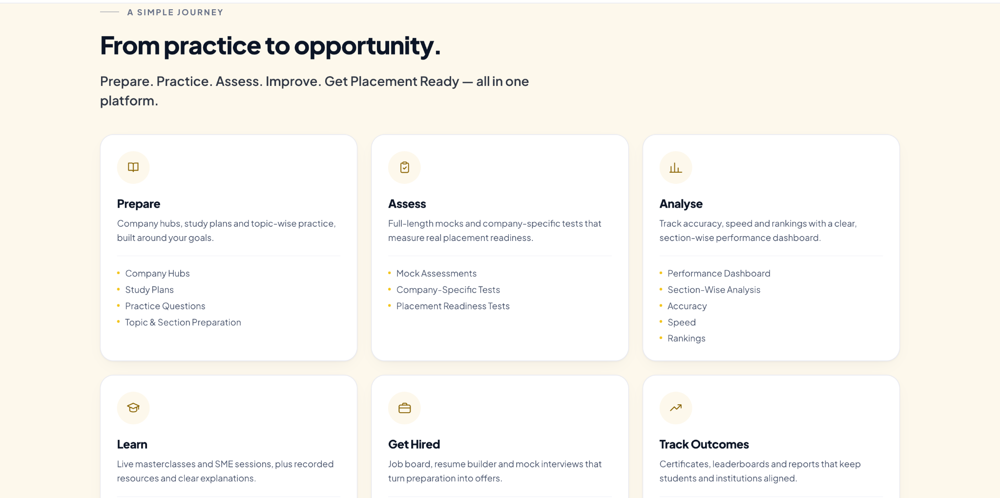 A SIMPLE JOURNEY
From practice to opportunity.
Prepare. Practice. Assess. Improve. Get Placement Ready — all in one
platform.
Prepare
Company hubs, study plans and topic-wise practice,
built around your goals.
Company Hubs
Study Plans
Practice Questions
Topic & Section Preparation
Assess
Full-length mocks and company-specific tests that
measure real placement readiness.
Mock Assessments
Company-Specific Tests
Placement Readiness Tests
Analyse
Track accuracy, speed and rankings with a clear,
section-wise performance dashboard.
Performance Dashboard
Section-Wise Analysis
Accuracy
Speed
Rankings
Learn
Live masterclasses and SME sessions, plus recorded
resources and clear explanations.
Get Hired
Job board, resume builder and mock interviews that
turn preparation into offers.
Track Outcomes
Certificates, leaderboards and reports that keep
students and institutions aligned.